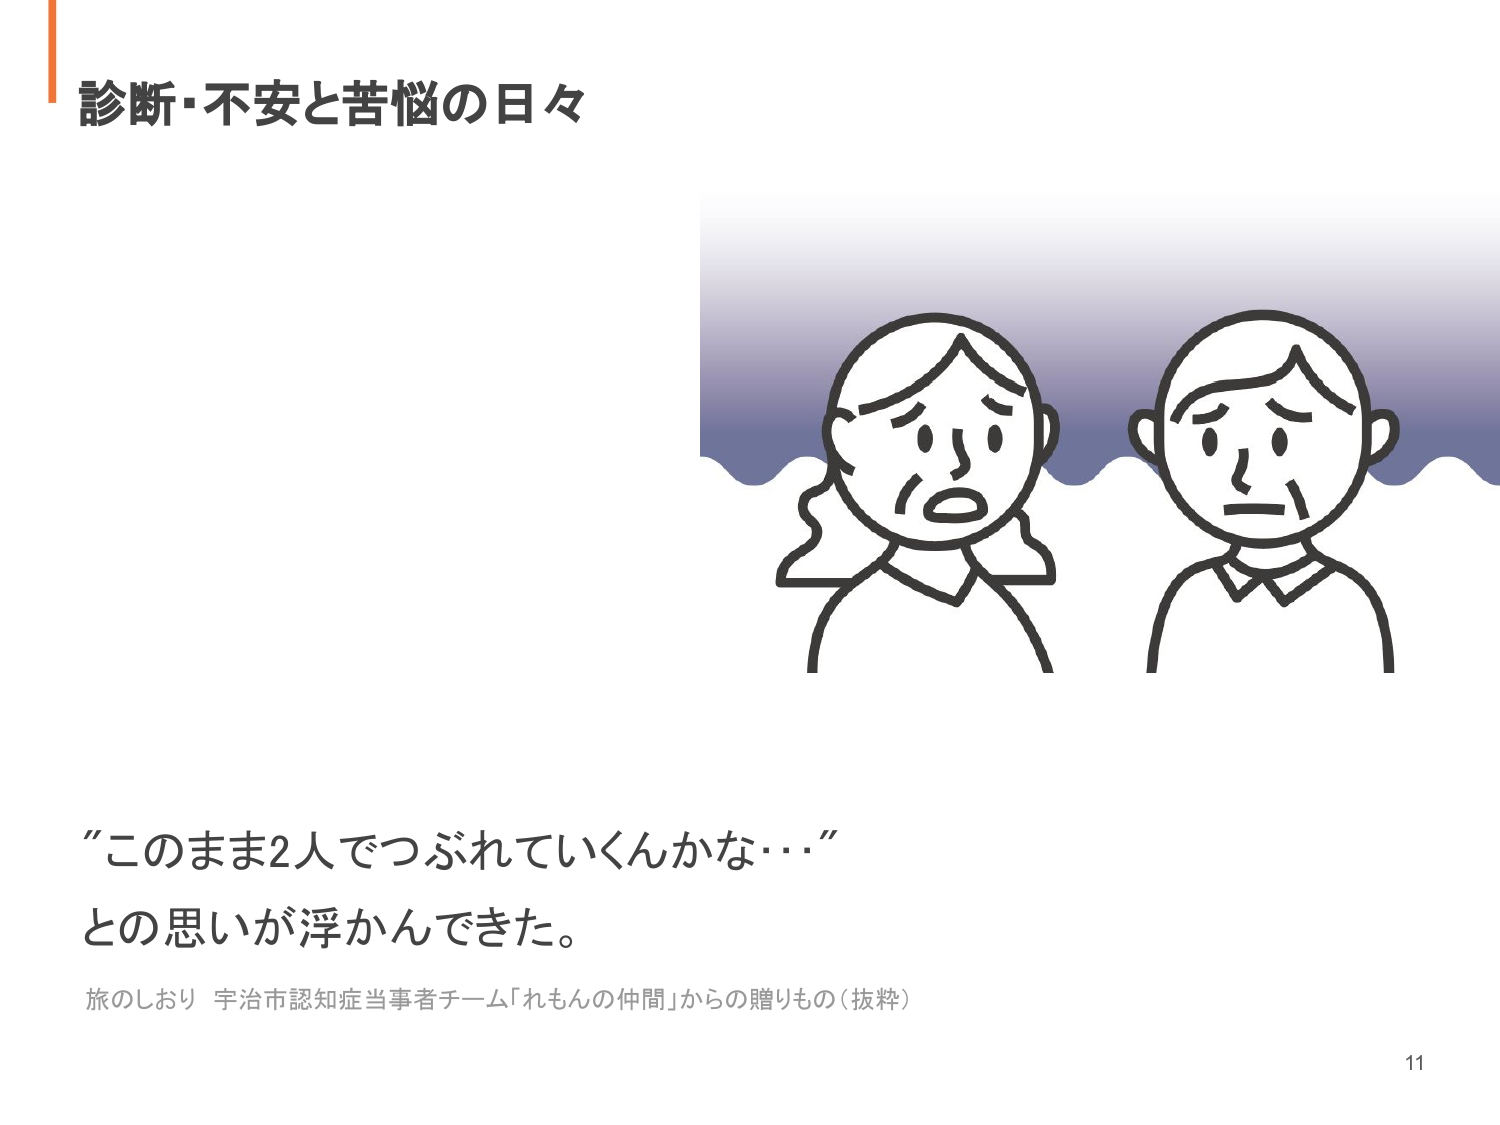 診断・不安と苦悩の日々
″このまま2人でつぶれていくんかな・・・″
との思いが浮かんできた。
旅のしおり　宇治市認知症当事者チーム「れもんの仲間」からの贈りもの（抜粋）
11